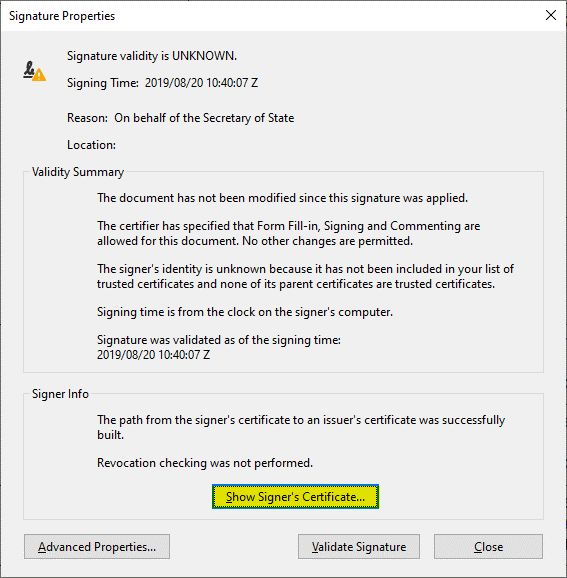 Signature Properties
Signature validity is UNKNOWN.
Signing Time: 2019/08/20 10:40:07 Z
Reason: On behalf of the Secretary of State
Location:
Validity Summary
The document has not been modified since this signature was applied.
The certifier has specified that Form Fill-in, Signing and Commenting are
allowed for this document. No other changes are permitted.
The signer's identity is unknown because it has not been included in your list of
trusted certificates and none of its parent certificates are trusted certificates.
Signing time is from the clock on the signer's computer.
Signature was validated as of the signing time:
2019/08/20 10:40:07 Z
Signer Info
The path from the signer's certificate to an issuer's certificate was successfully
built.
Revocation checking was not performed.
Show Signer's Certificate...
Advanced Properties...
Validate Signature
Close